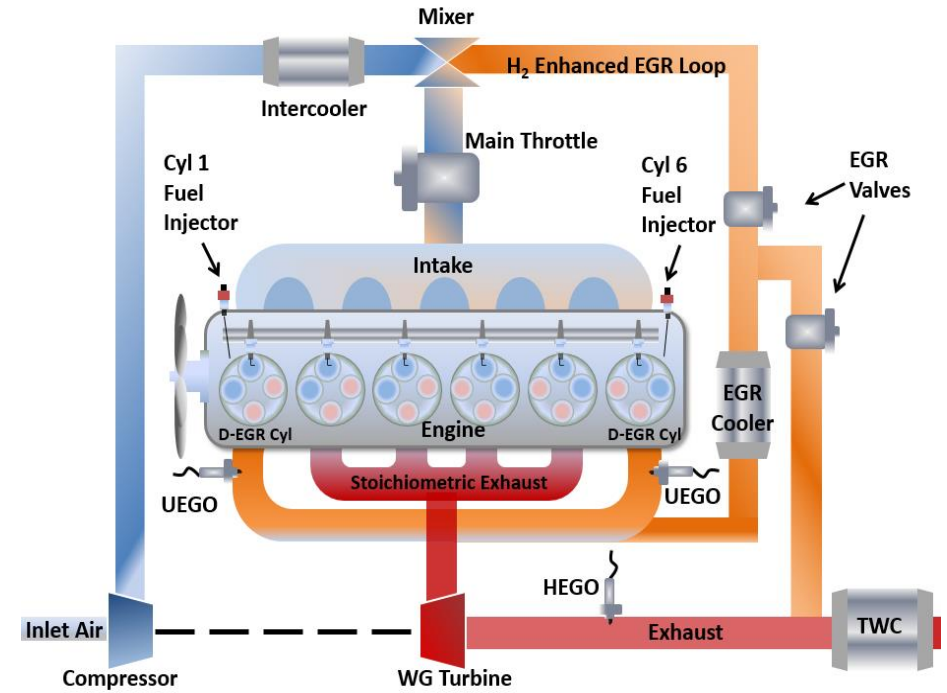 Mixer
H₂ Enhanced EGR Loop
Intercooler
Main Throttle
Cyl 1
Fuel
Injector
Cyl 6
Fuel
Injector
EGR
Valves
Intake
EGR
Cooler
D-EGR Cyl
Engine
D-EGR Cyl
UEGO
Stoichiometric Exhaust
UEGO
HEGO
Inlet Air
Exhaust
TWC
Compressor
WG Turbine